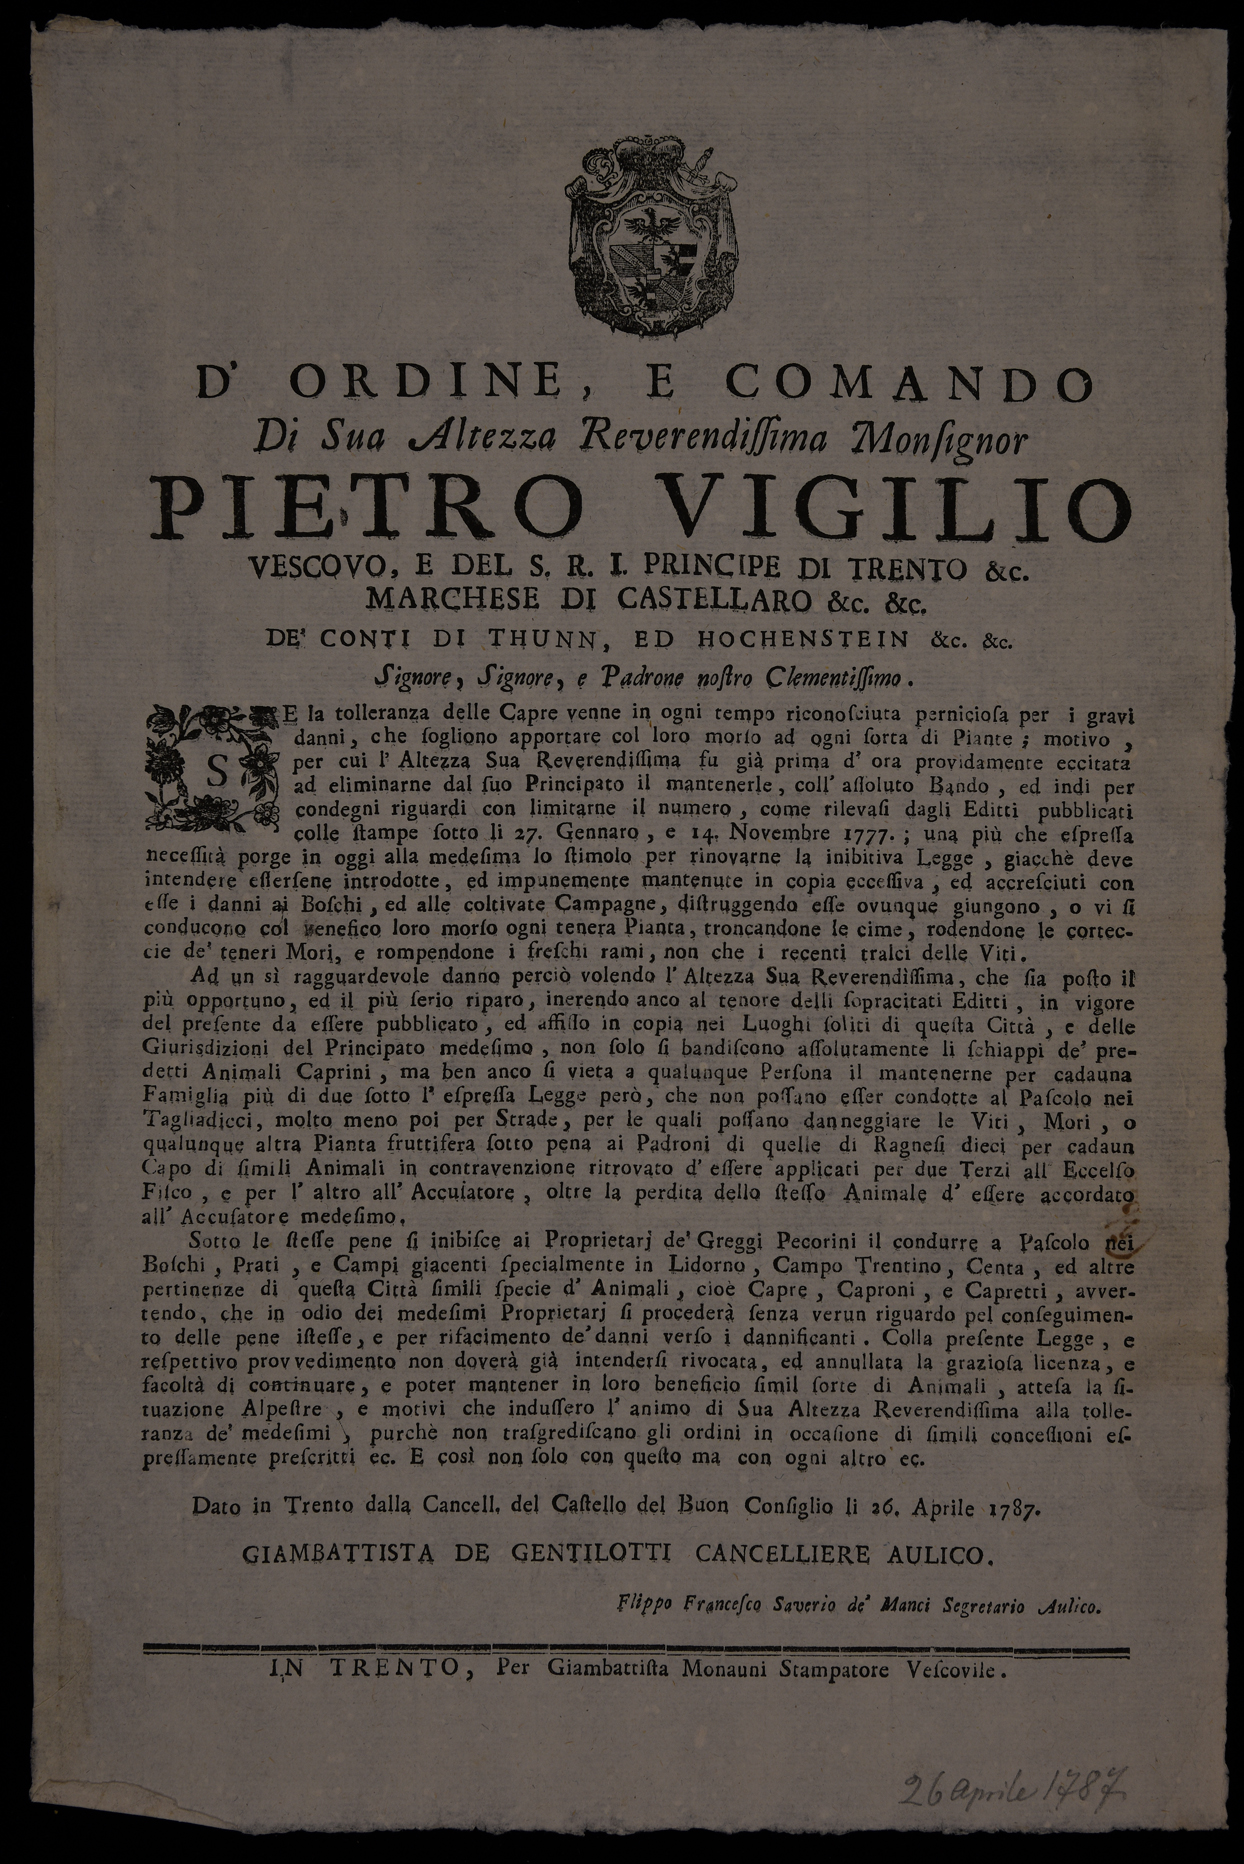 D' ORDINE, E COMANDO
Di Sua Altezza Reverendiſſima Monſignor
PIETRO VIGILIO
VESCOVO, E DEL S. R. I. PRINCIPE DI TRENTO &c.
MARCHESE DI CASTELLARO &c. &c.
DE' CONTI DI THUNN, ED HOCHENSTEIN &c. &c.
Signore, Signore, e Padrone noſtro Clementiſſimo.
SE la tolleranza delle Capre venne in ogni tempo riconoſciuta pernicioſa per i gravi
danni, che ſogliono apportare col loro morſo ad ogni ſorta di Piante; motivo,
per cui l' Altezza Sua Reverendiſſima fu già prima d' ora providamente eccitata
ad eliminarne dal ſuo Principato il mantenerle, coll' aſſoluto Bando, ed indi per
condegni riguardi con limitarne il numero, come rilevaſi dagli Editti pubblicati
colle ſtampe ſotto li 27. Gennaro, e 14. Novembre 1777.; una più che eſpreſſa
neceſſità porge in oggi alla medeſima lo ſtimolo per rinovarne la inibitiva Legge, giacchè deve
intendere eſſerſene introdotte, ed impunemente mantenute in copia ecceſſiva, ed accreſciuti con
eſſe i danni ai Boſchi, ed alle coltivate Campagne, diſtruggendo eſſe ovunque giungono, o vi ſi
conducono col venefico loro morſo ogni tenera Pianta, troncandone le cime, rodendone le cortec-
cie de' teneri Mori, e rompendone i freſchi rami, non che i recenti tralci delle Viti.
Ad un sì ragguardevole danno perciò volendo l' Altezza Sua Reverendiſſima, che ſia poſto il
più opportuno, ed il più ſerio riparo, inerendo anco al tenore delli ſopracitati Editti, in vigore
del preſente da eſſere pubblicato, ed affiſſo in copia nei Luoghi ſoliti di queſta Città, e delle
Giurisdizioni del Principato medeſimo, non ſolo ſi bandiſcono aſſolutamente li ſchiappi de' pre-
detti Animali Caprini, ma ben anco ſi vieta a qualunque Perſona il mantenerne per cadauna
Famiglia più di due ſotto l' eſpreſſa Legge però, che non poſſano eſſer condotte al Paſcolo nei
Tagliadicci, molto meno poi per Strade, per le quali poſſano danneggiare le Viti, Mori, o
qualunque altra Pianta fruttifera ſotto pena ai Padroni di quelle di Ragneſi dieci per cadaun
Capo di ſimili Animali in contravenzione ritrovato d' eſſere applicati per due Terzi all' Eccelſo
Fiſco, e per l' altro all' Accuſatore, oltre la perdita dello ſteſſo Animale d' eſſere accordato
all' Accuſatore medeſimo.
Sotto le ſteſſe pene ſi inibiſce ai Proprietarj de' Greggi Pecorini il condurre a Paſcolo nei
Boſchi, Prati, e Campi giacenti ſpecialmente in Lidorno, Campo Trentino, Centa, ed altre
pertinenze di queſta Città ſimili ſpecie d' Animali, cioè Capre, Caproni, e Capretti, avver-
tendo, che in odio dei medeſimi Proprietarj ſi procederà ſenza verun riguardo pel conſeguimen-
to delle pene iſteſſe, e per rifacimento de' danni verſo i dannificanti. Colla preſente Legge, e
reſpettivo provvedimento non doverà già intenderſi rivocata, ed annullata la grazioſa licenza, e
facoltà di continuare, e poter mantener in loro beneficio ſimil ſorte di Animali, atteſa la ſi-
tuazione Alpeſtre, e motivi che induſſero l' animo di Sua Altezza Reverendiſſima alla tolle-
ranza de' medeſimi, purchè non traſgrediſcano gli ordini in occaſione di ſimili conceſſioni eſ-
preſſamente preſcritti ec. E così non ſolo con queſto ma con ogni altro ec.
Dato in Trento dalla Cancell. del Caſtello del Buon Conſiglio li 26. Aprile 1787.
GIAMBATTISTA DE GENTILOTTI CANCELLIERE AULICO.
Flippo Franceſco Saverio de' Manci Segretario Aulico.
IN TRENTO, Per Giambattiſta Monauni Stampatore Veſcovile.
26 Aprile 1787.